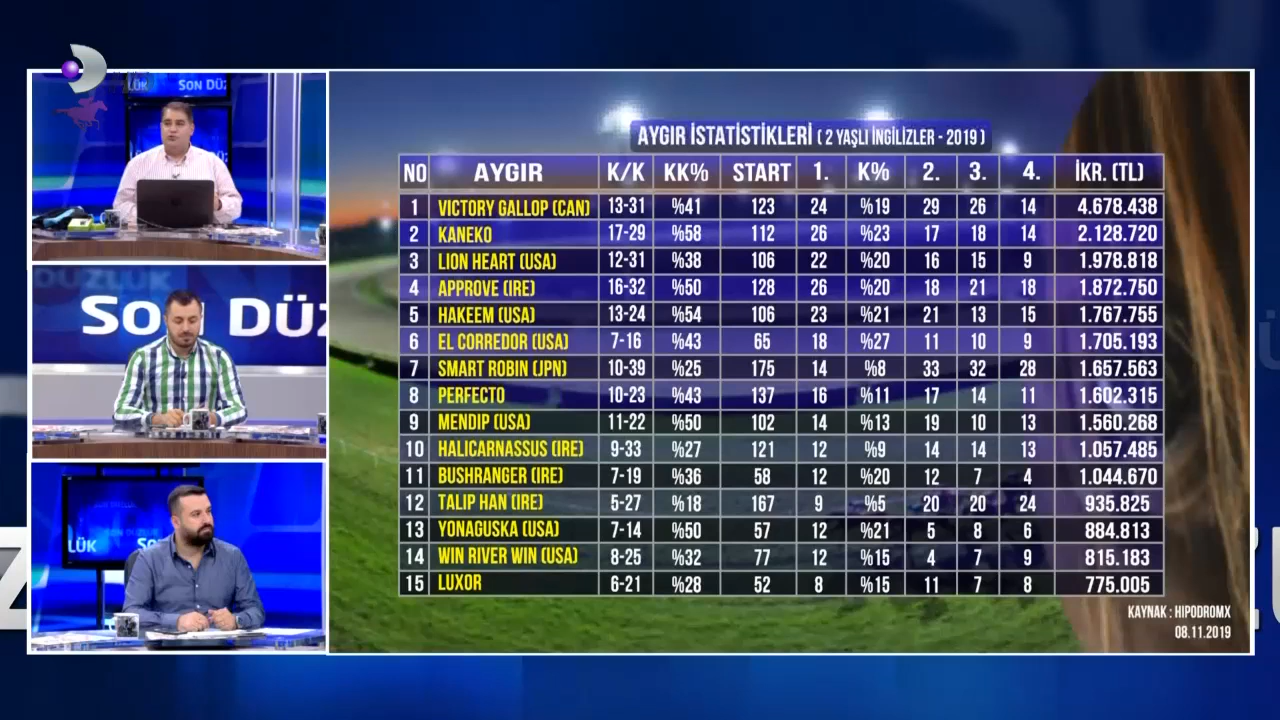 LÜK SON DÜZ
DÜZLÜK
SON DÜZ
LÜK SON
AYGIR İSTATİSTİKLERİ ( 2 YAŞLI İNGİLİZLER - 2019 )
NO AYGIR K/K KK% START 1. K% 2. 3. 4. İKR. (TL)
1 VICTORY GALLOP (CAN) 13-31 %41 123 24 %19 29 26 14 4.678.438
2 KANEKO 17-29 %58 112 26 %23 17 18 14 2.128.720
3 LION HEART (USA) 12-31 %38 106 22 %20 16 15 9 1.978.818
4 APPROVE (IRE) 16-32 %50 128 26 %20 18 21 18 1.872.750
5 HAKEEM (USA) 13-24 %54 106 23 %21 21 13 15 1.767.755
6 EL CORREDOR (USA) 7-16 %43 65 18 %27 11 10 9 1.705.193
7 SMART ROBIN (JPN) 10-39 %25 175 14 %8 33 32 28 1.657.563
8 PERFECTO 10-23 %43 137 16 %11 17 14 11 1.602.315
9 MENDIP (USA) 11-22 %50 102 14 %13 19 10 13 1.560.268
10 HALICARNASSUS (IRE) 9-33 %27 121 12 %9 14 14 13 1.057.485
11 BUSHRANGER (IRE) 7-19 %36 58 12 %20 12 7 4 1.044.670
12 TALIP HAN (IRE) 5-27 %18 167 9 %5 20 20 24 935.825
13 YONAGUSKA (USA) 7-14 %50 57 12 %21 5 8 6 884.813
14 WIN RIVER WIN (USA) 8-25 %32 77 12 %15 4 7 9 815.183
15 LUXOR 6-21 %28 52 8 %15 11 7 8 775.005
KAYNAK : HIPODROMX
08.11.2019